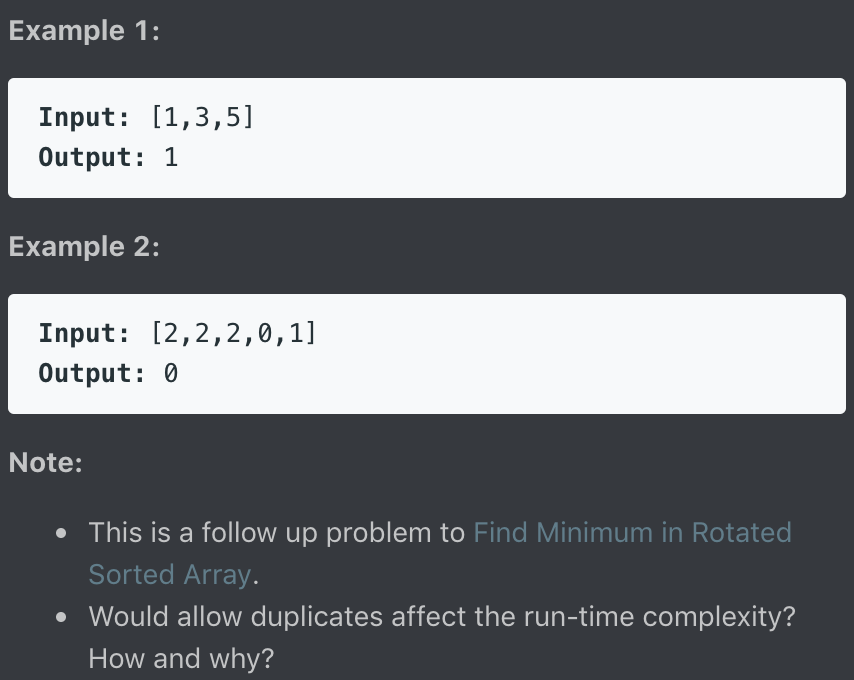 Example 1:
Input: [1,3,5]
Output: 1
Example 2:
Input: [2,2,2,0,1]
Output: 0
Note:
• This is a follow up problem to Find Minimum in Rotated
Sorted Array.
• Would allow duplicates affect the run-time complexity?
How and why?